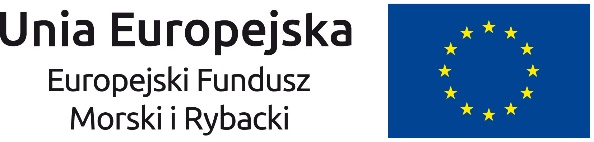 Unia Europejska
Europejski Fundusz
Morski i Rybacki